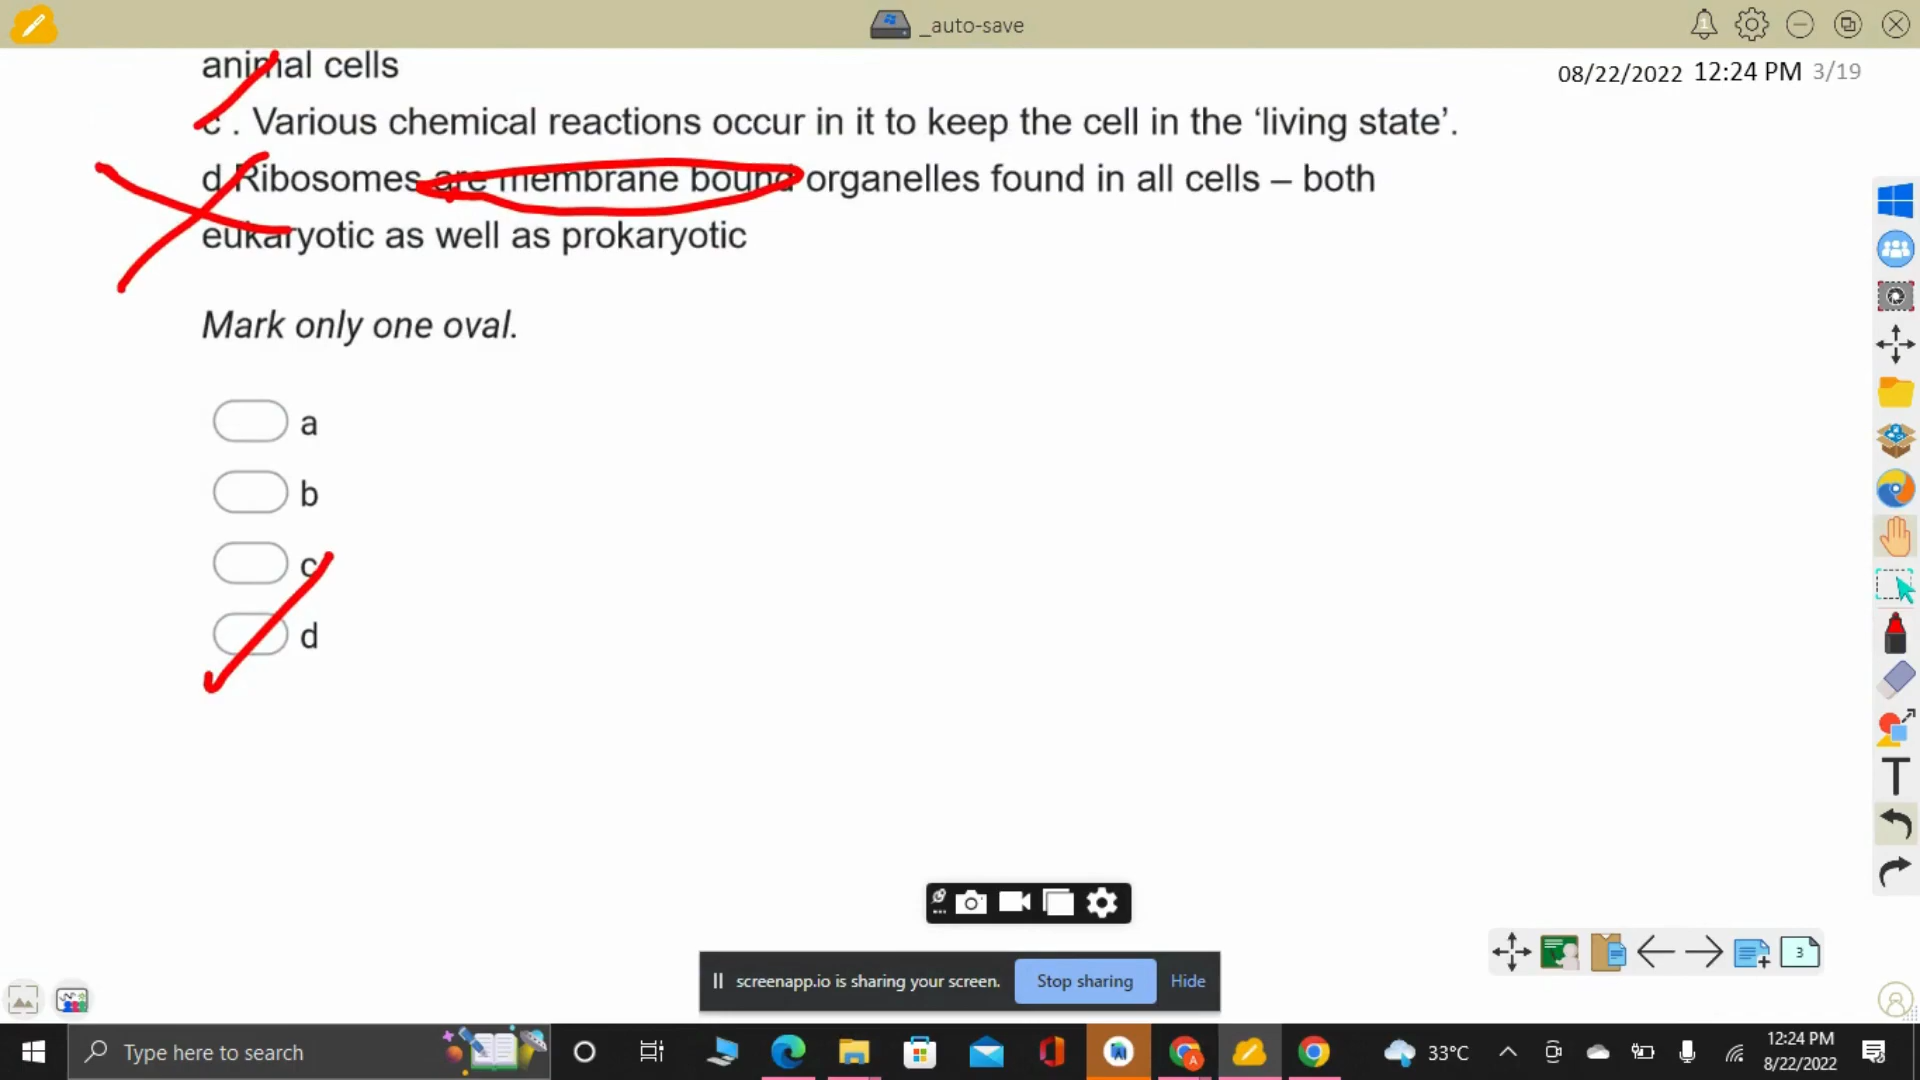 _auto-save
animal cells
08/22/2022 12:24 PM 3/19
c . Various chemical reactions occur in it to keep the cell in the ‘living state’.
d.Ribosomes are membrane bound organelles found in all cells – both
eukaryotic as well as prokaryotic
Mark only one oval.
a
b
c
d
T
3
screenapp.io is sharing your screen.
Stop sharing
Hide
Type here to search
33°C
12:24 PM
8/22/2022